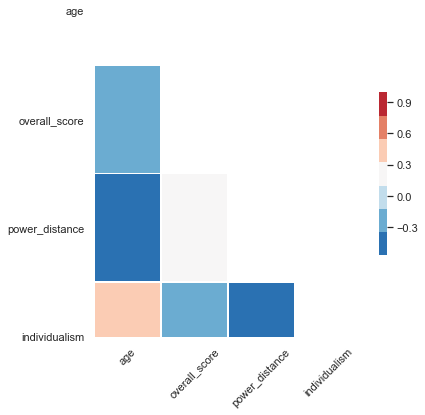 age
overall_score
power_distance
individualism
age
overall_score
power_distance
individualism
0.9
0.6
0.3
0.0
−0.3